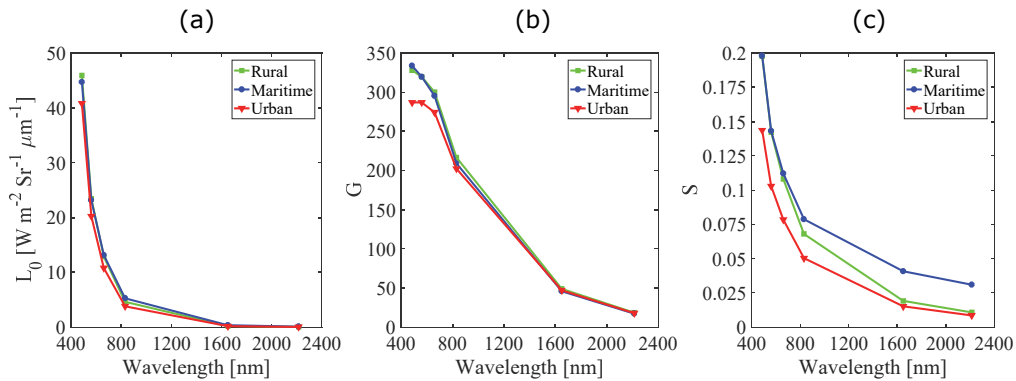 (a)
50
40
30
20
10
0
400 800 1200 1600 2000 2400
L₀ [W m⁻² Sr⁻¹ μm⁻¹]
Wavelength [nm]
Rural
Maritime
Urban
(b)
350
300
250
200
150
100
50
0
400 800 1200 1600 2000 2400
G
Wavelength [nm]
Rural
Maritime
Urban
(c)
0.2
0.175
0.15
0.125
0.1
0.075
0.05
0.025
0
400 800 1200 1600 2000 2400
S
Wavelength [nm]
Rural
Maritime
Urban